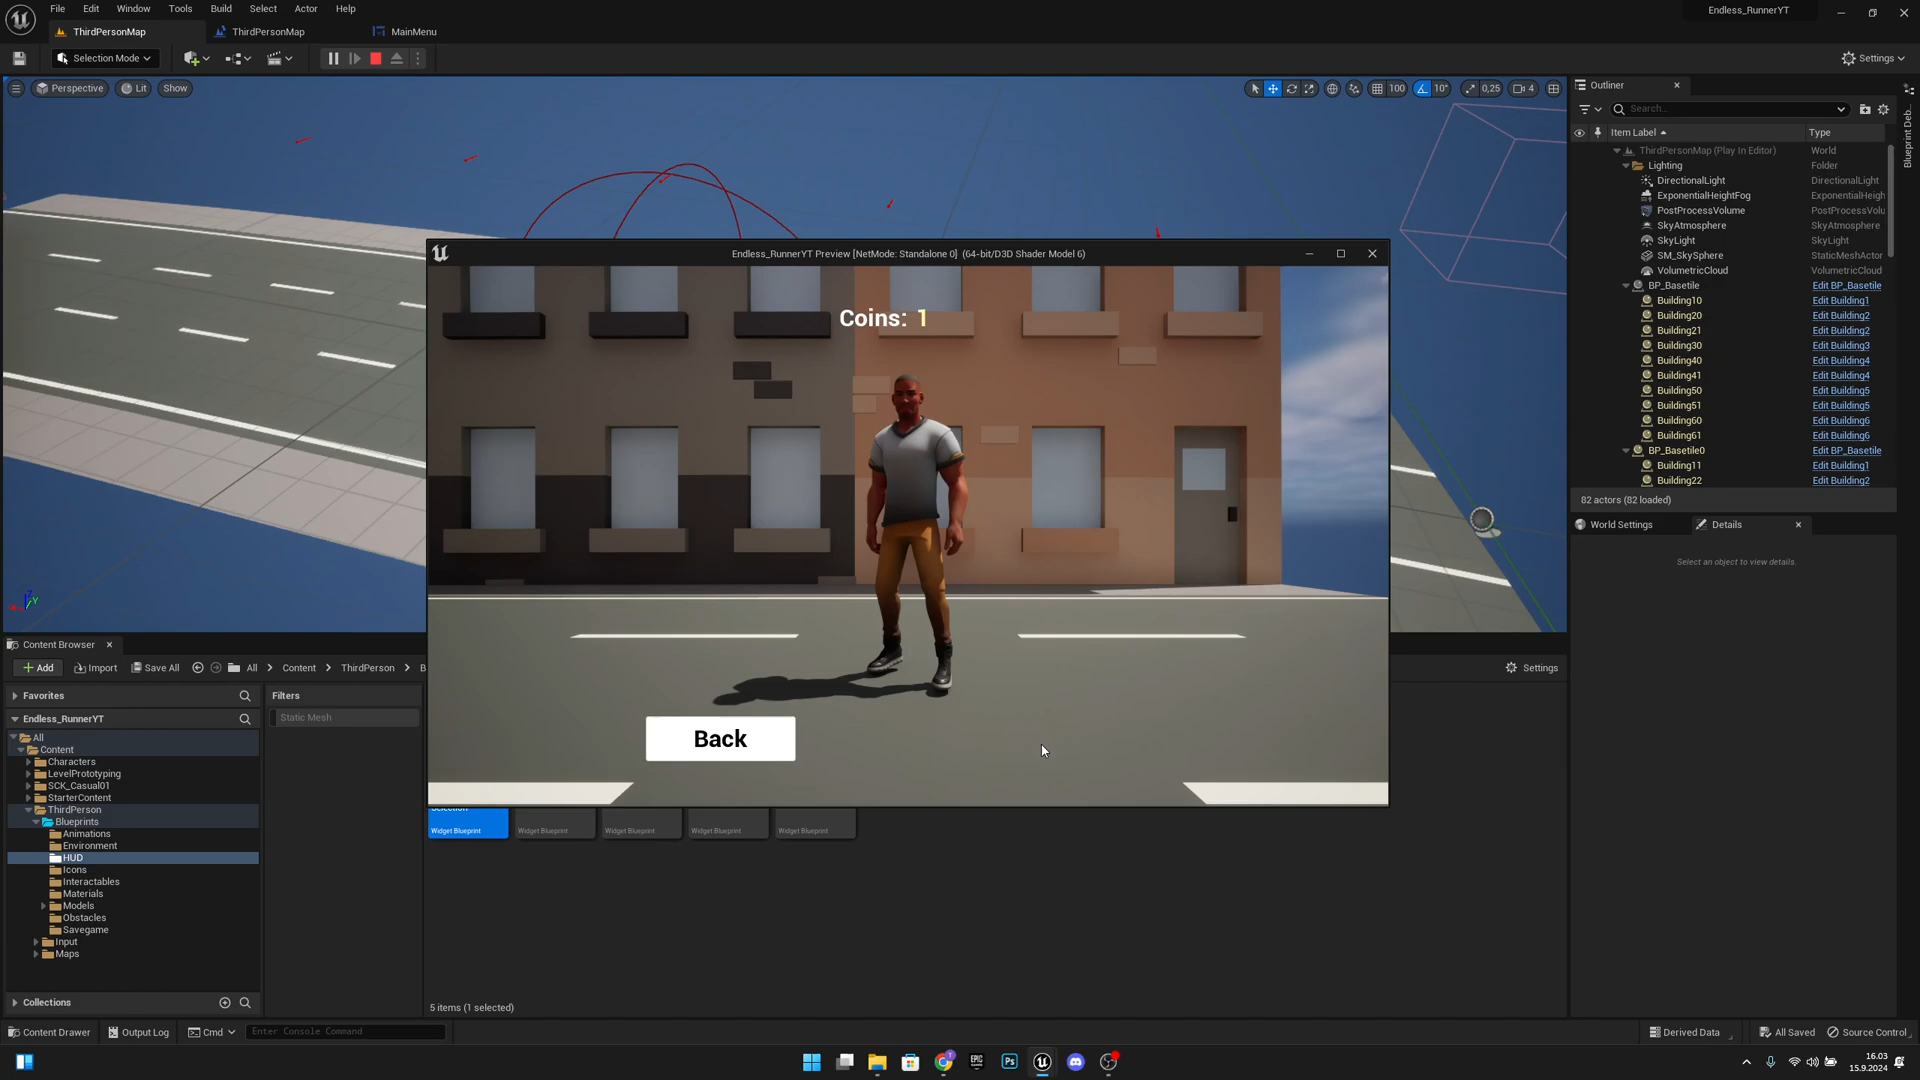 File Edit Window Tools Build Select Actor Help
Endless_RunnerYT
ThirdPersonMap ThirdPersonMap MainMenu
Selection Mode
Settings
Perspective Lit Show
100 10° 0,25 4
Outliner
Search...
Item Label Type
ThirdPersonMap (Play In Editor) World
Lighting Folder
DirectionalLight DirectionalLight
ExponentialHeightFog ExponentialHeigh
PostProcessVolume PostProcessVolu
SkyAtmosphere SkyAtmosphere
SkyLight SkyLight
SM_SkySphere StaticMeshActor
VolumetricCloud VolumetricCloud
BP_Basetile Edit BP_Basetile
Building10 Edit Building1
Building20 Edit Building2
Building21 Edit Building2
Building30 Edit Building3
Building40 Edit Building4
Building41 Edit Building4
Building50 Edit Building5
Building51 Edit Building5
Building60 Edit Building6
Building61 Edit Building6
BP_Basetile0 Edit BP_Basetile
Building11 Edit Building1
Building22 Edit Building2
82 actors (82 loaded)
Blueprint Deb
World Settings Details
Select an object to view details.
Endless_RunnerYT Preview [NetMode: Standalone 0] (64-bit/D3D Shader Model 6)
Coins: 1
Back
Content Browser
Add Import Save All All Content ThirdPerson B
Settings
Favorites
Filters
Endless_RunnerYT
Static Mesh
All
Content
Characters
LevelPrototyping
SCK_Casual01
StarterContent
ThirdPerson
Blueprints
Animations
Environment
HUD
Icons
Interactables
Materials
Models
Obstacles
Savegame
Input
Maps
Widget Blueprint Widget Blueprint Widget Blueprint Widget Blueprint Widget Blueprint
Collections
5 items (1 selected)
Content Drawer Output Log Cmd Enter Console Command
Derived Data All Saved Source Control
16.03
15.9.2024